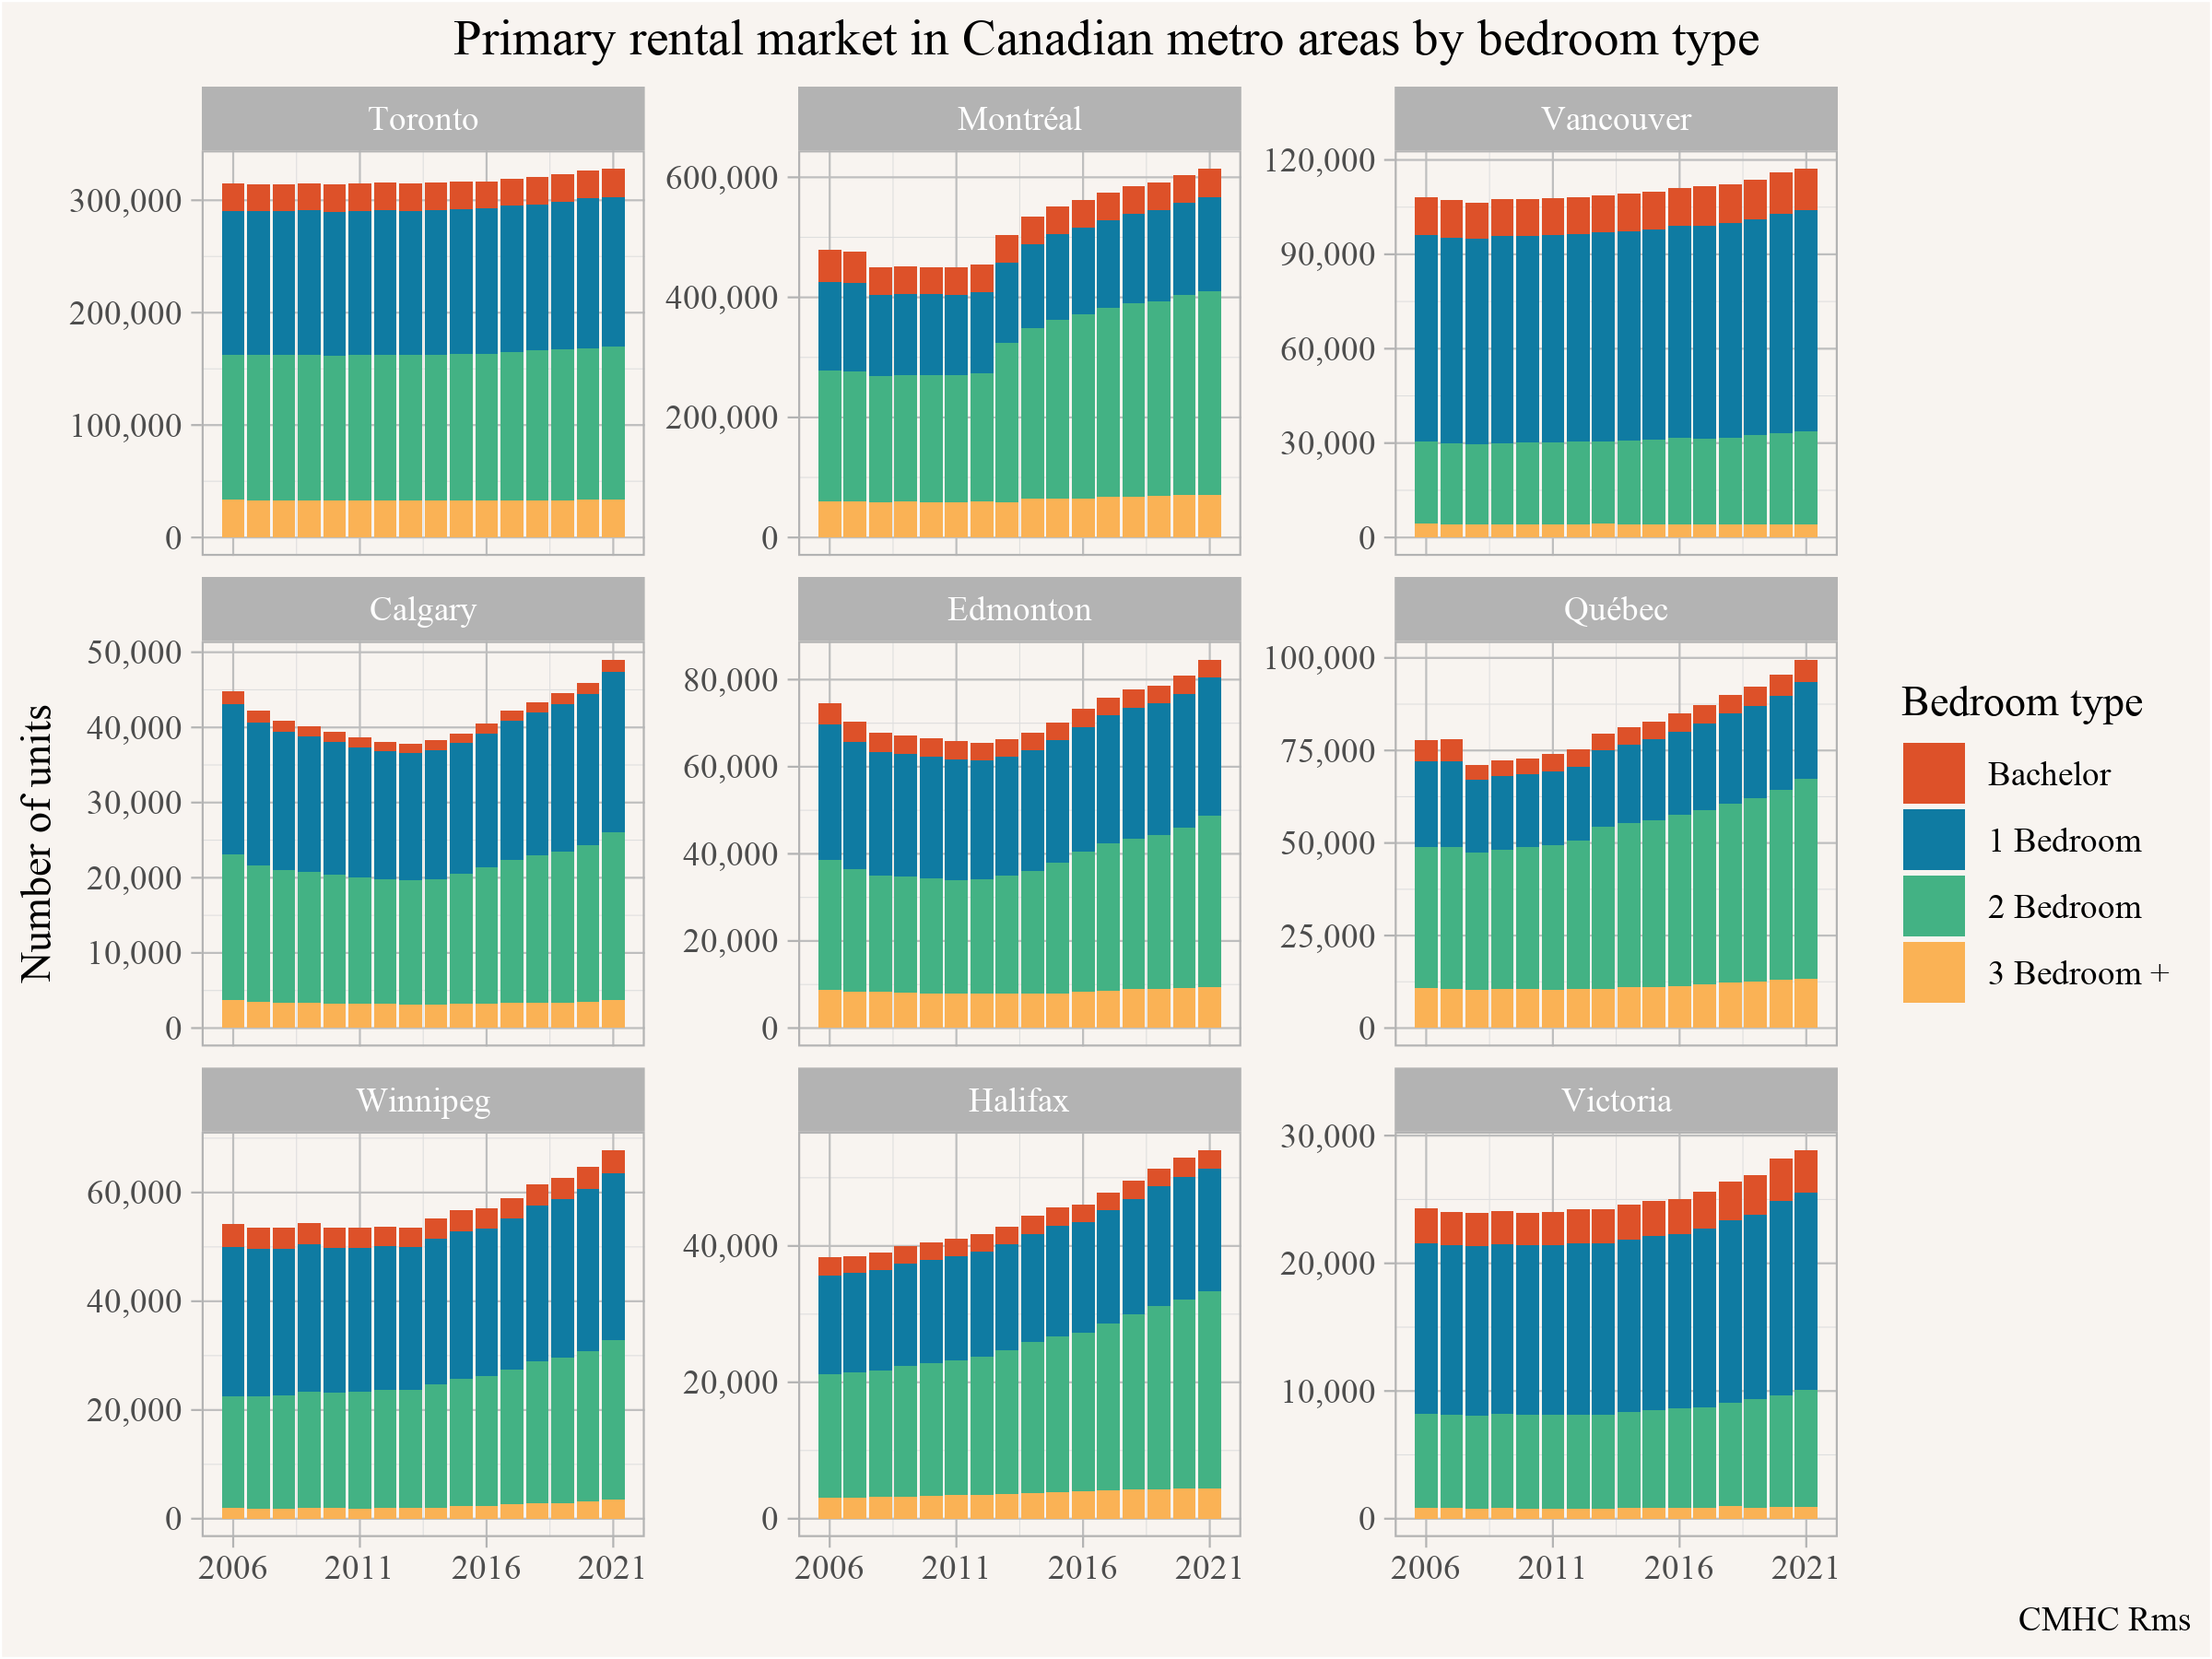 Primary rental market in Canadian metro areas by bedroom type
Toronto
Montréal
Vancouver
300,000
200,000
100,000
0
600,000
400,000
200,000
0
120,000
90,000
60,000
30,000
0
Calgary
Edmonton
Québec
50,000
40,000
30,000
20,000
10,000
0
80,000
60,000
40,000
20,000
0
100,000
75,000
50,000
25,000
0
Winnipeg
Halifax
Victoria
60,000
40,000
20,000
0
40,000
20,000
0
30,000
20,000
10,000
0
2006 2011 2016 2021
2006 2011 2016 2021
2006 2011 2016 2021
Number of units
Bedroom type
Bachelor
1 Bedroom
2 Bedroom
3 Bedroom +
CMHC Rms